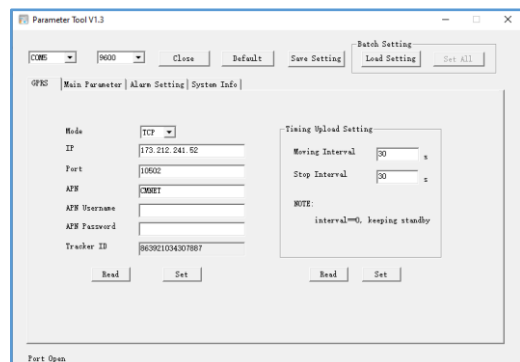 Parameter Tool V1.3
Batch Setting
COM5 9600 Close Default Save Setting Load Setting Set All
GPRS Main Parameter Alarm Setting System Info
Mode TCP
IP 173.212.241.52
Port 10502
APN CMNET
APN Username
APN Password
Tracker ID 863921034307887
Read Set
Timing Upload Setting
Moving Interval 30 s
Stop Interval 30 s
NOTE:
interval==0, keeping standby
Read Set
Port Open